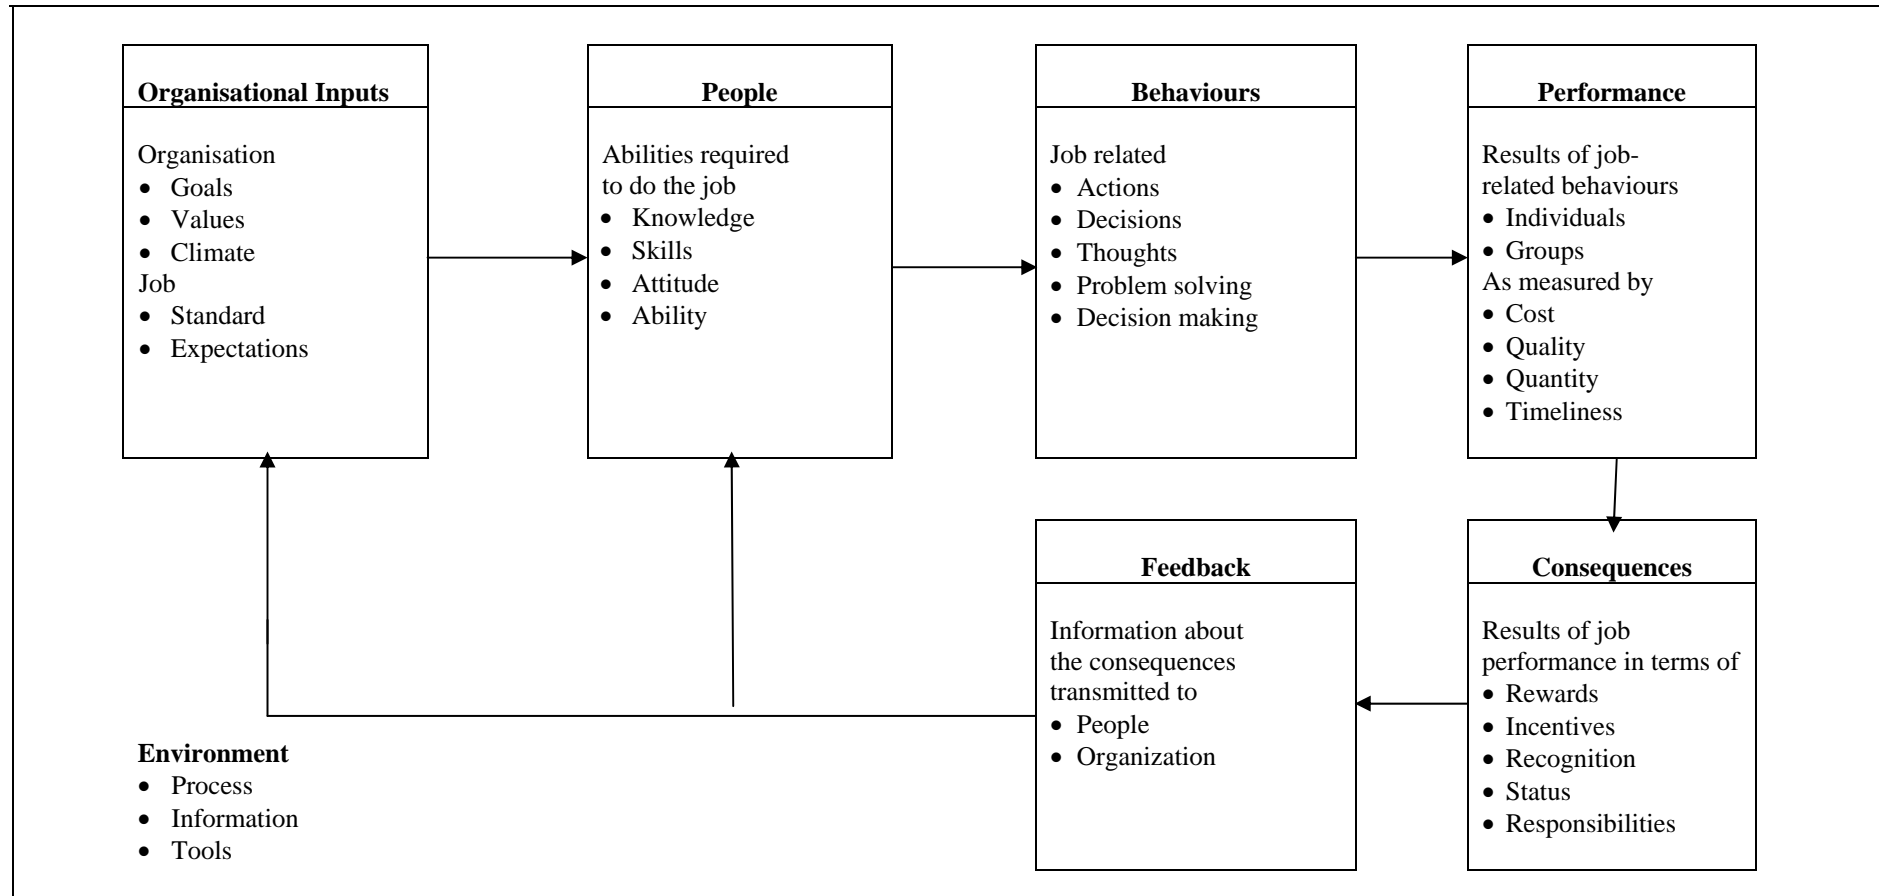 Organisational Inputs
Organisation
• Goals
• Values
• Climate
Job
• Standard
• Expectations
People
Abilities required
to do the job
• Knowledge
• Skills
• Attitude
• Ability
Behaviours
Job related
• Actions
• Decisions
• Thoughts
• Problem solving
• Decision making
Performance
Results of job-
related behaviours
• Individuals
• Groups
As measured by
• Cost
• Quality
• Quantity
• Timeliness
Feedback
Information about
the consequences
transmitted to
• People
• Organization
Consequences
Results of job
performance in terms of
• Rewards
• Incentives
• Recognition
• Status
• Responsibilities
Environment
• Process
• Information
• Tools